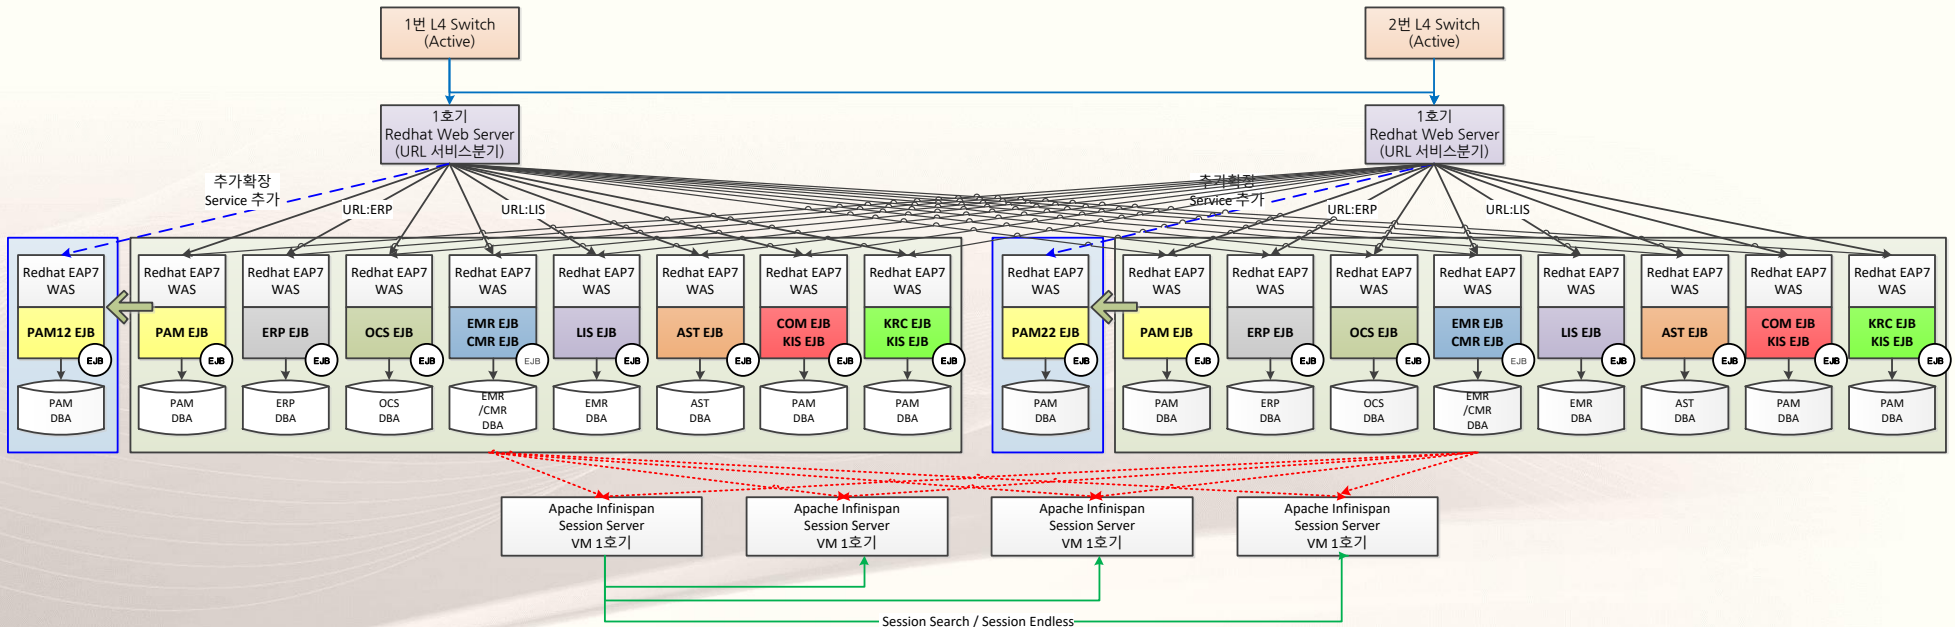 1번 L4 Switch
(Active)
2번 L4 Switch
(Active)
1호기
Redhat Web Server
(URL 서비스분기)
1호기
Redhat Web Server
(URL 서비스분기)
추가확장
Service 추가
URL:ERP
URL:LIS
추가확장
Service 추가
URL:ERP
URL:LIS
Redhat EAP7
WAS
PAM12 EJB
EJB
PAM
DBA
Redhat EAP7
WAS
PAM EJB
EJB
PAM
DBA
Redhat EAP7
WAS
ERP EJB
EJB
ERP
DBA
Redhat EAP7
WAS
OCS EJB
EJB
OCS
DBA
Redhat EAP7
WAS
EMR EJB
CMR EJB
EJB
EMR
/CMR
DBA
Redhat EAP7
WAS
LIS EJB
EJB
EMR
DBA
Redhat EAP7
WAS
AST EJB
EJB
AST
DBA
Redhat EAP7
WAS
COM EJB
KIS EJB
EJB
PAM
DBA
Redhat EAP7
WAS
KRC EJB
KIS EJB
EJB
PAM
DBA
Redhat EAP7
WAS
PAM22 EJB
EJB
PAM
DBA
Redhat EAP7
WAS
PAM EJB
EJB
PAM
DBA
Redhat EAP7
WAS
ERP EJB
EJB
ERP
DBA
Redhat EAP7
WAS
OCS EJB
EJB
OCS
DBA
Redhat EAP7
WAS
EMR EJB
CMR EJB
EJB
EMR
/CMR
DBA
Redhat EAP7
WAS
LIS EJB
EJB
EMR
DBA
Redhat EAP7
WAS
AST EJB
EJB
AST
DBA
Redhat EAP7
WAS
COM EJB
KIS EJB
EJB
PAM
DBA
Redhat EAP7
WAS
KRC EJB
KIS EJB
EJB
PAM
DBA
Apache Infinispan
Session Server
VM 1호기
Apache Infinispan
Session Server
VM 1호기
Apache Infinispan
Session Server
VM 1호기
Apache Infinispan
Session Server
VM 1호기
Session Search / Session Endless